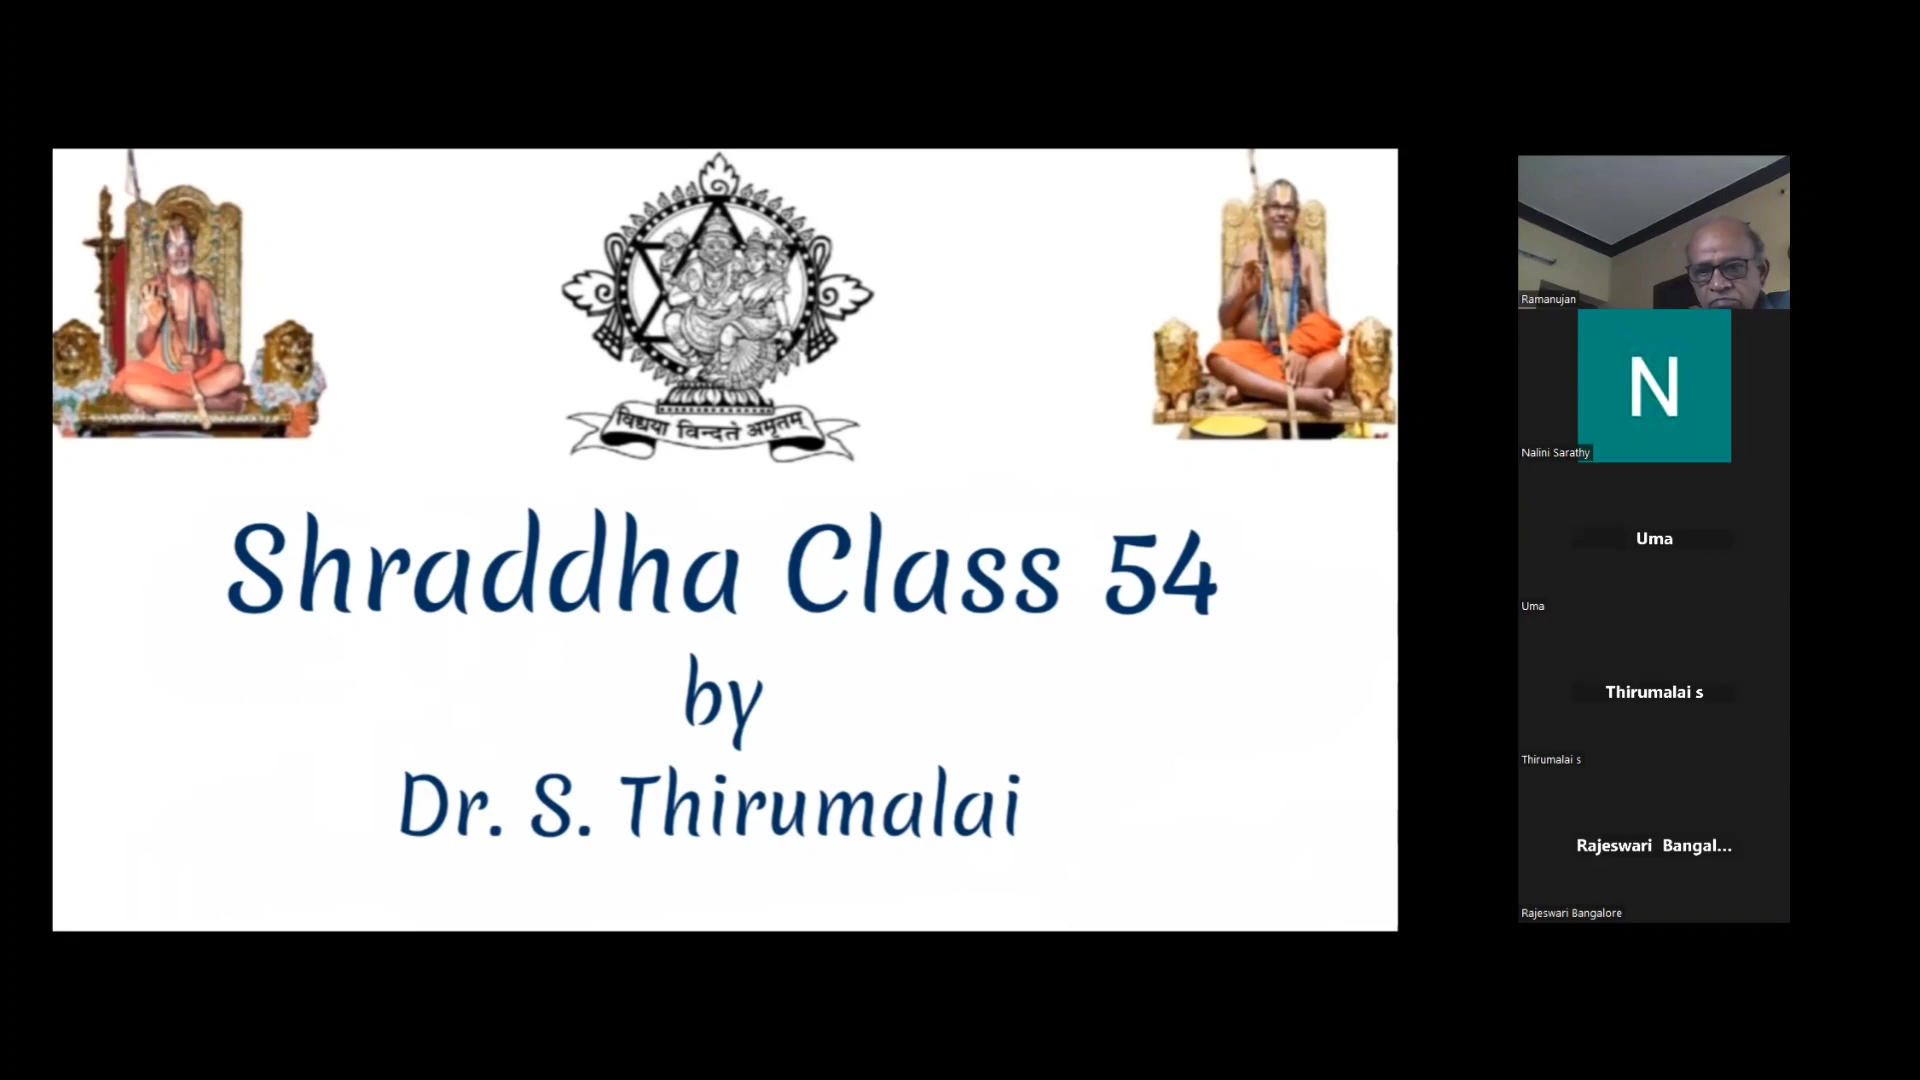 विद्यया विन्दते अमृतम्
Shraddha Class 54
by
Dr. S. Thirumalai
Ramanujan
N
Nalini Sarathy
Uma
Uma
Thirumalai s
Thirumalai s
Rajeswari Bangal...
Rajeswari Bangalore